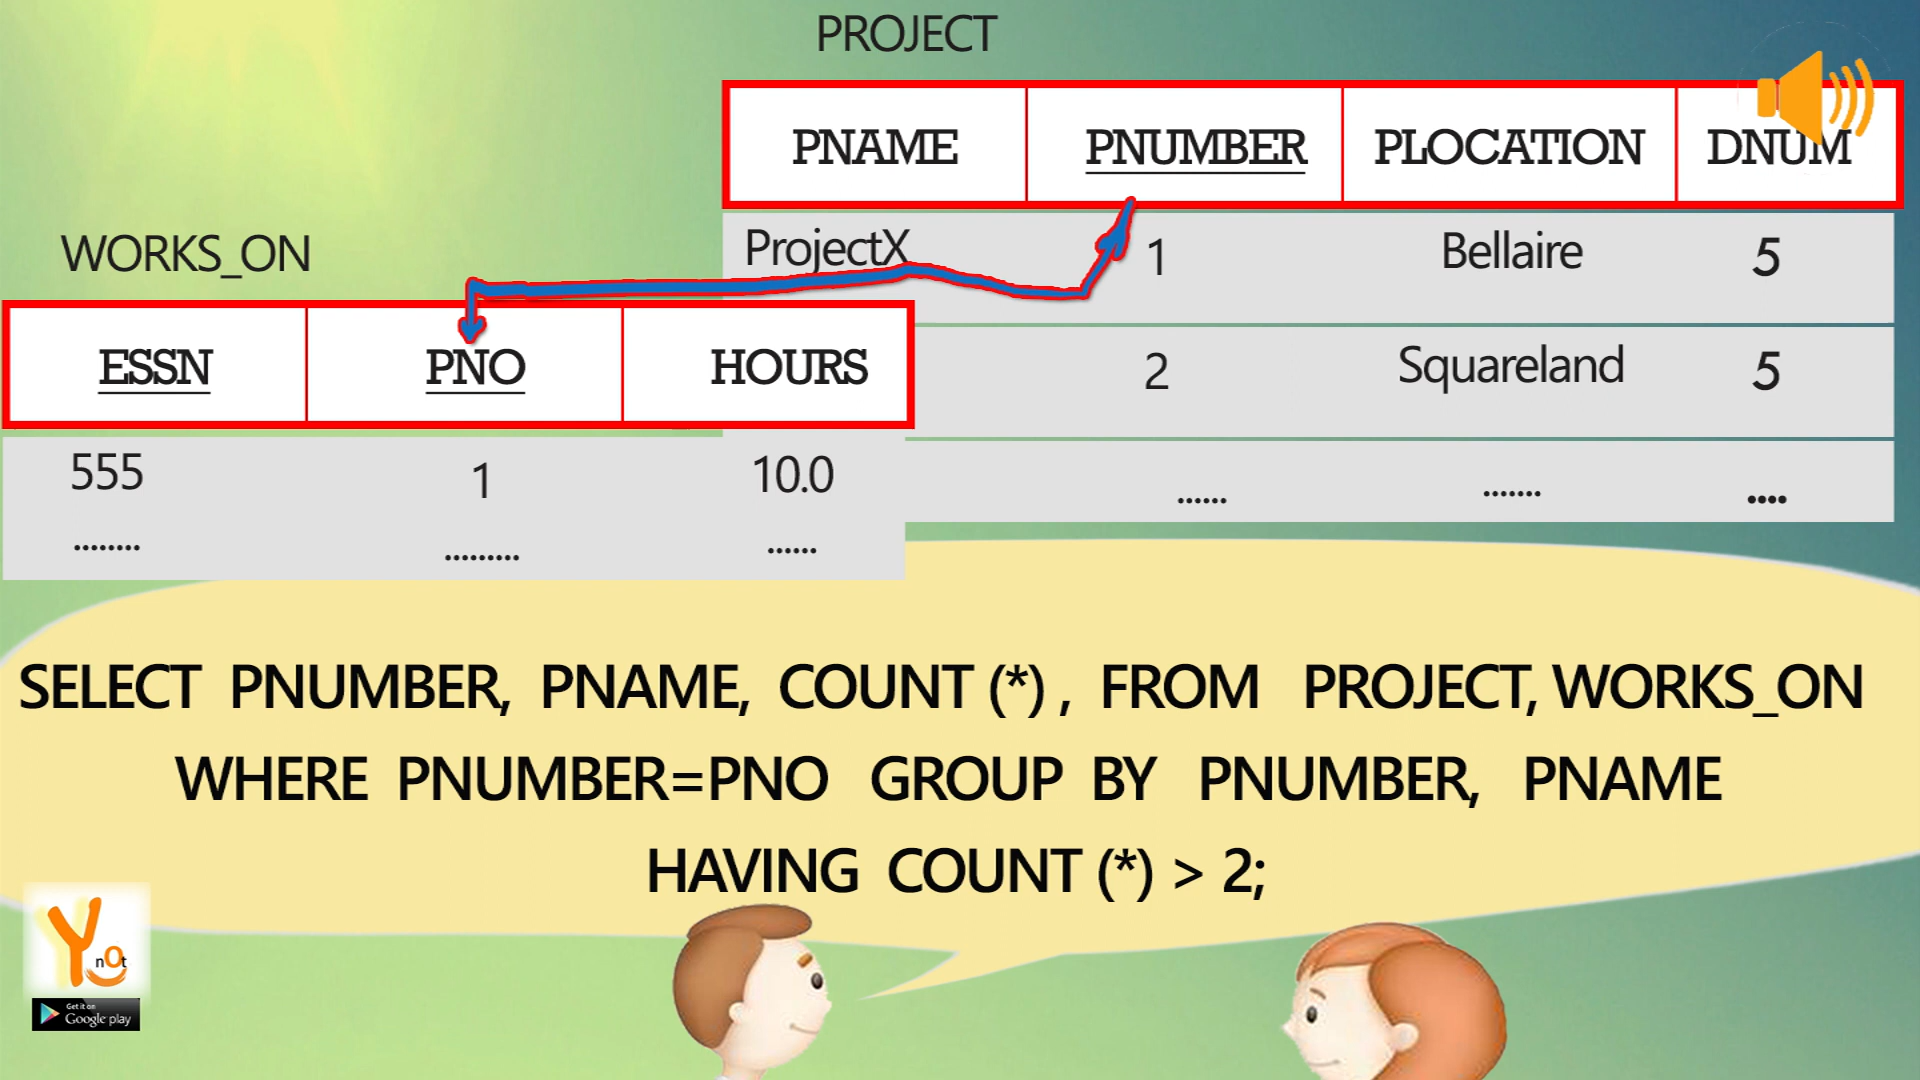 PROJECT
PNAME PNUMBER PLOCATION DNUM
ProjectX 1 Bellaire 5
2 Squareland 5
...... ....... ....
WORKS_ON
ESSN PNO HOURS
555 1 10.0
........ ......... ......
SELECT PNUMBER, PNAME, COUNT (*) , FROM PROJECT, WORKS_ON
WHERE PNUMBER=PNO GROUP BY PNUMBER, PNAME
HAVING COUNT (*) > 2;
Y not
Get it on
Google play